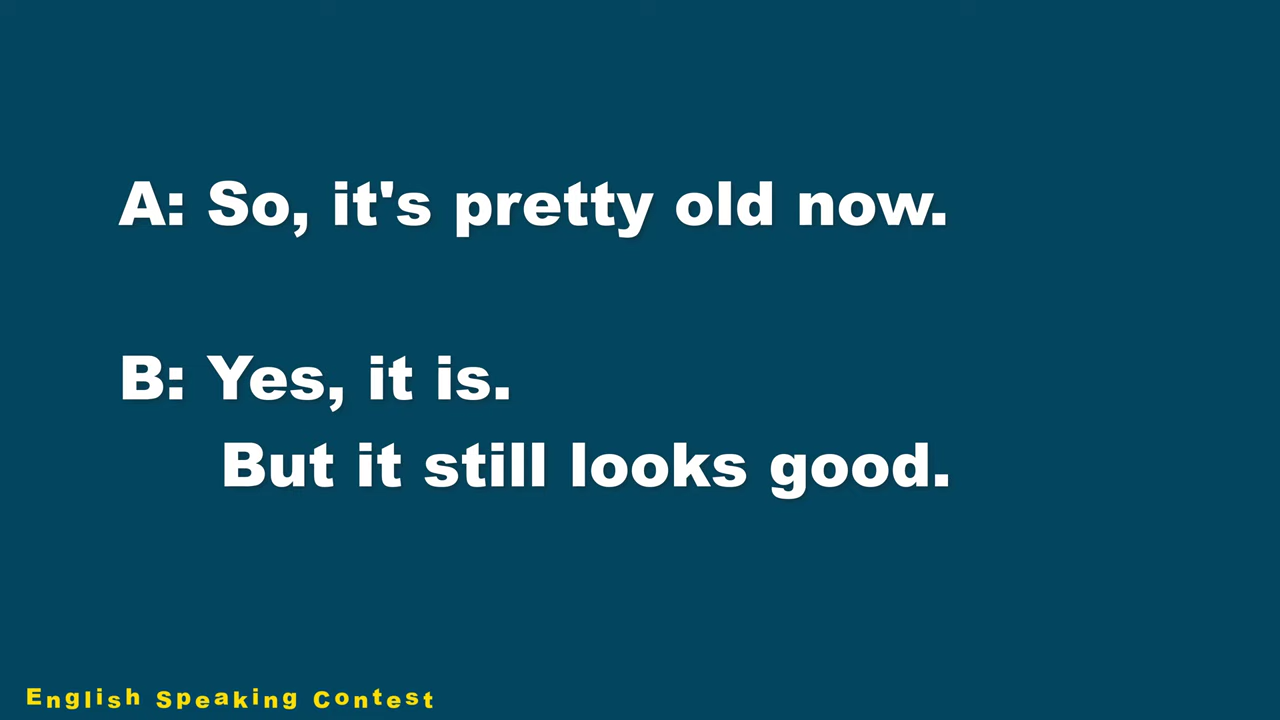 A: So, it's pretty old now.
B: Yes, it is.
But it still looks good.
English Speaking Contest